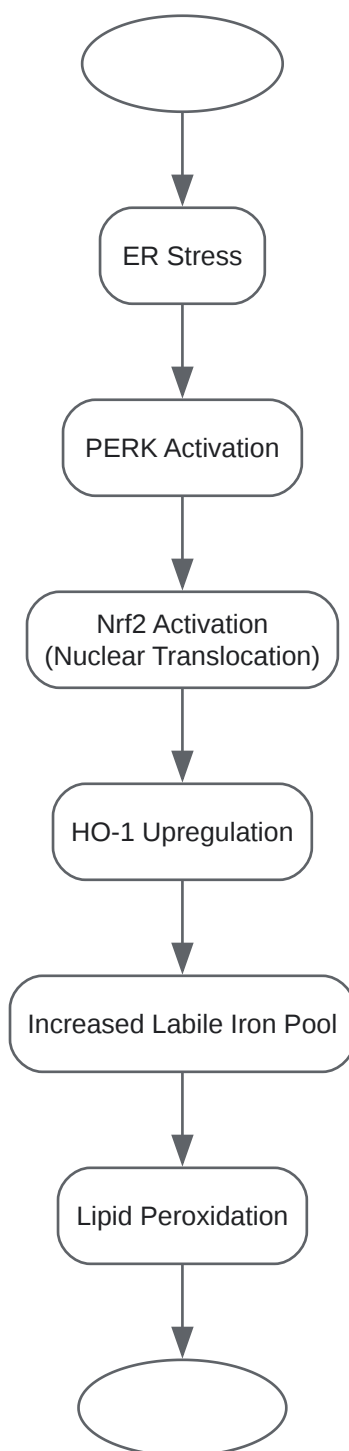 ER Stress
PERK Activation
Nrf2 Activation
(Nuclear Translocation)
HO-1 Upregulation
Increased Labile Iron Pool
Lipid Peroxidation